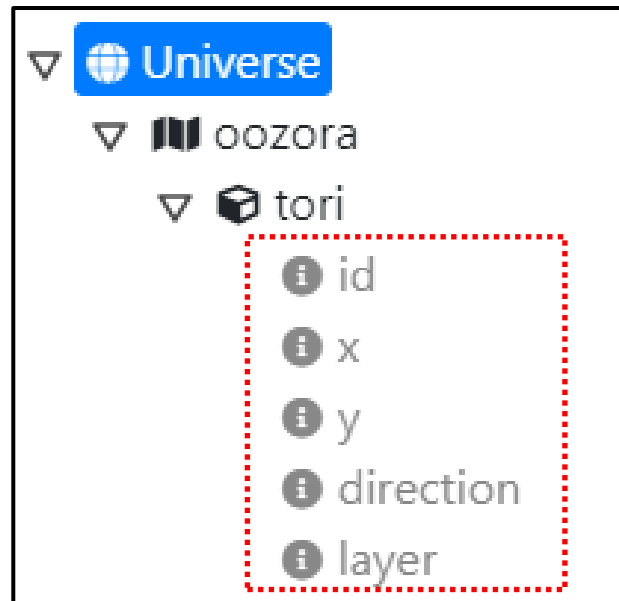 Universe
oozora
tori
id
x
y
direction
layer